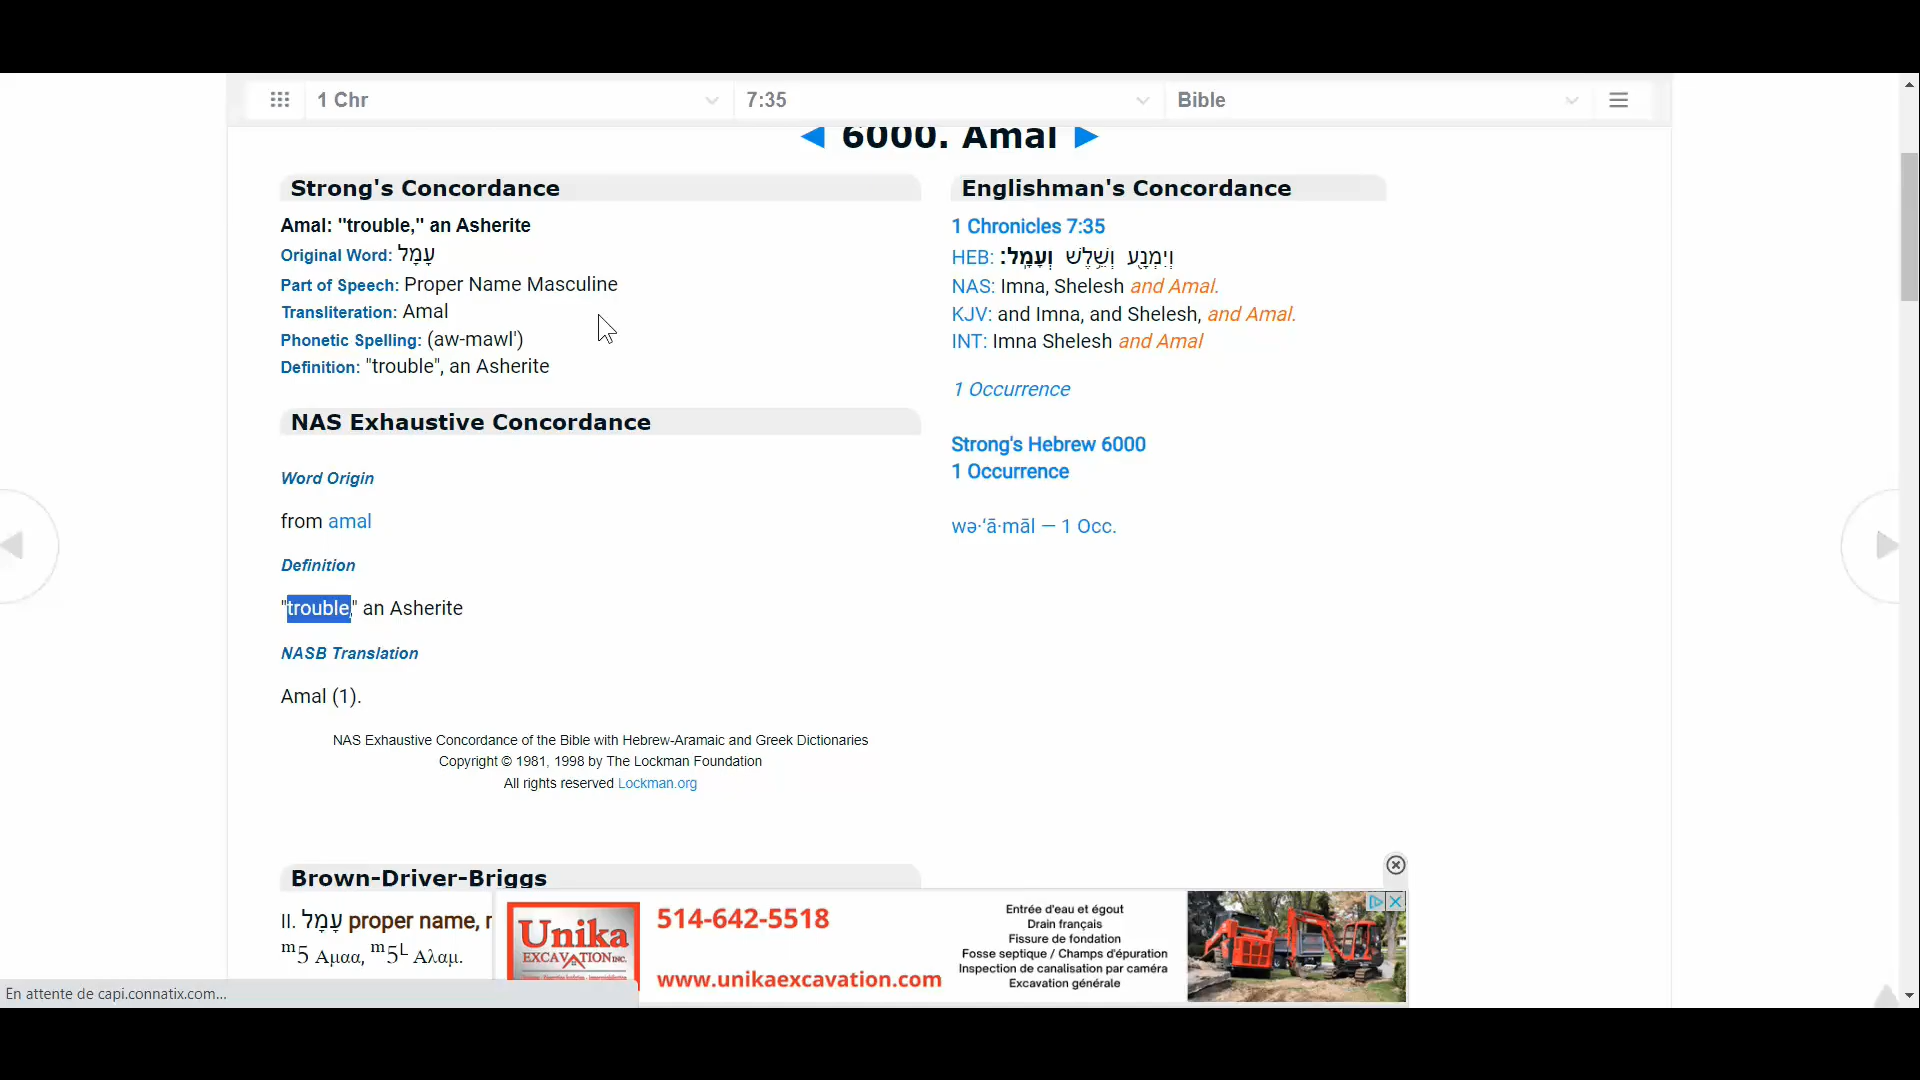 1 Chr
7:35
Bible
6000. Amal
Strong's Concordance
Amal: "trouble," an Asherite
Original Word: עָמָל
Part of Speech: Proper Name Masculine
Transliteration: Amal
Phonetic Spelling: (aw-mawl')
Definition: "trouble", an Asherite
NAS Exhaustive Concordance
Word Origin
from amal
Definition
"trouble," an Asherite
NASB Translation
Amal (1).
NAS Exhaustive Concordance of the Bible with Hebrew-Aramaic and Greek Dictionaries
Copyright © 1981, 1998 by The Lockman Foundation
All rights reserved Lockman.org
Brown-Driver-Briggs
II. עָמָל proper name,
m5 Αμαα, m5L Αλαμ.
Englishman's Concordance
1 Chronicles 7:35
HEB: וְיִמְנָ֖ע וְשֵׁ֥לֶשׁ וְעָמָֽל׃
NAS: Imna, Shelesh and Amal.
KJV: and Imna, and Shelesh, and Amal.
INT: Imna Shelesh and Amal
1 Occurrence
Strong's Hebrew 6000
1 Occurrence
wə·‘ā·māl — 1 Occ.
Unika
EXCAVATION INC.
514-642-5518
www.unikaexcavation.com
Entrée d'eau et égout
Drain français
Fissure de fondation
Fosse septique / Champs d'épuration
Inspection de canalisation par caméra
Excavation générale
En attente de capi.connatix.com...